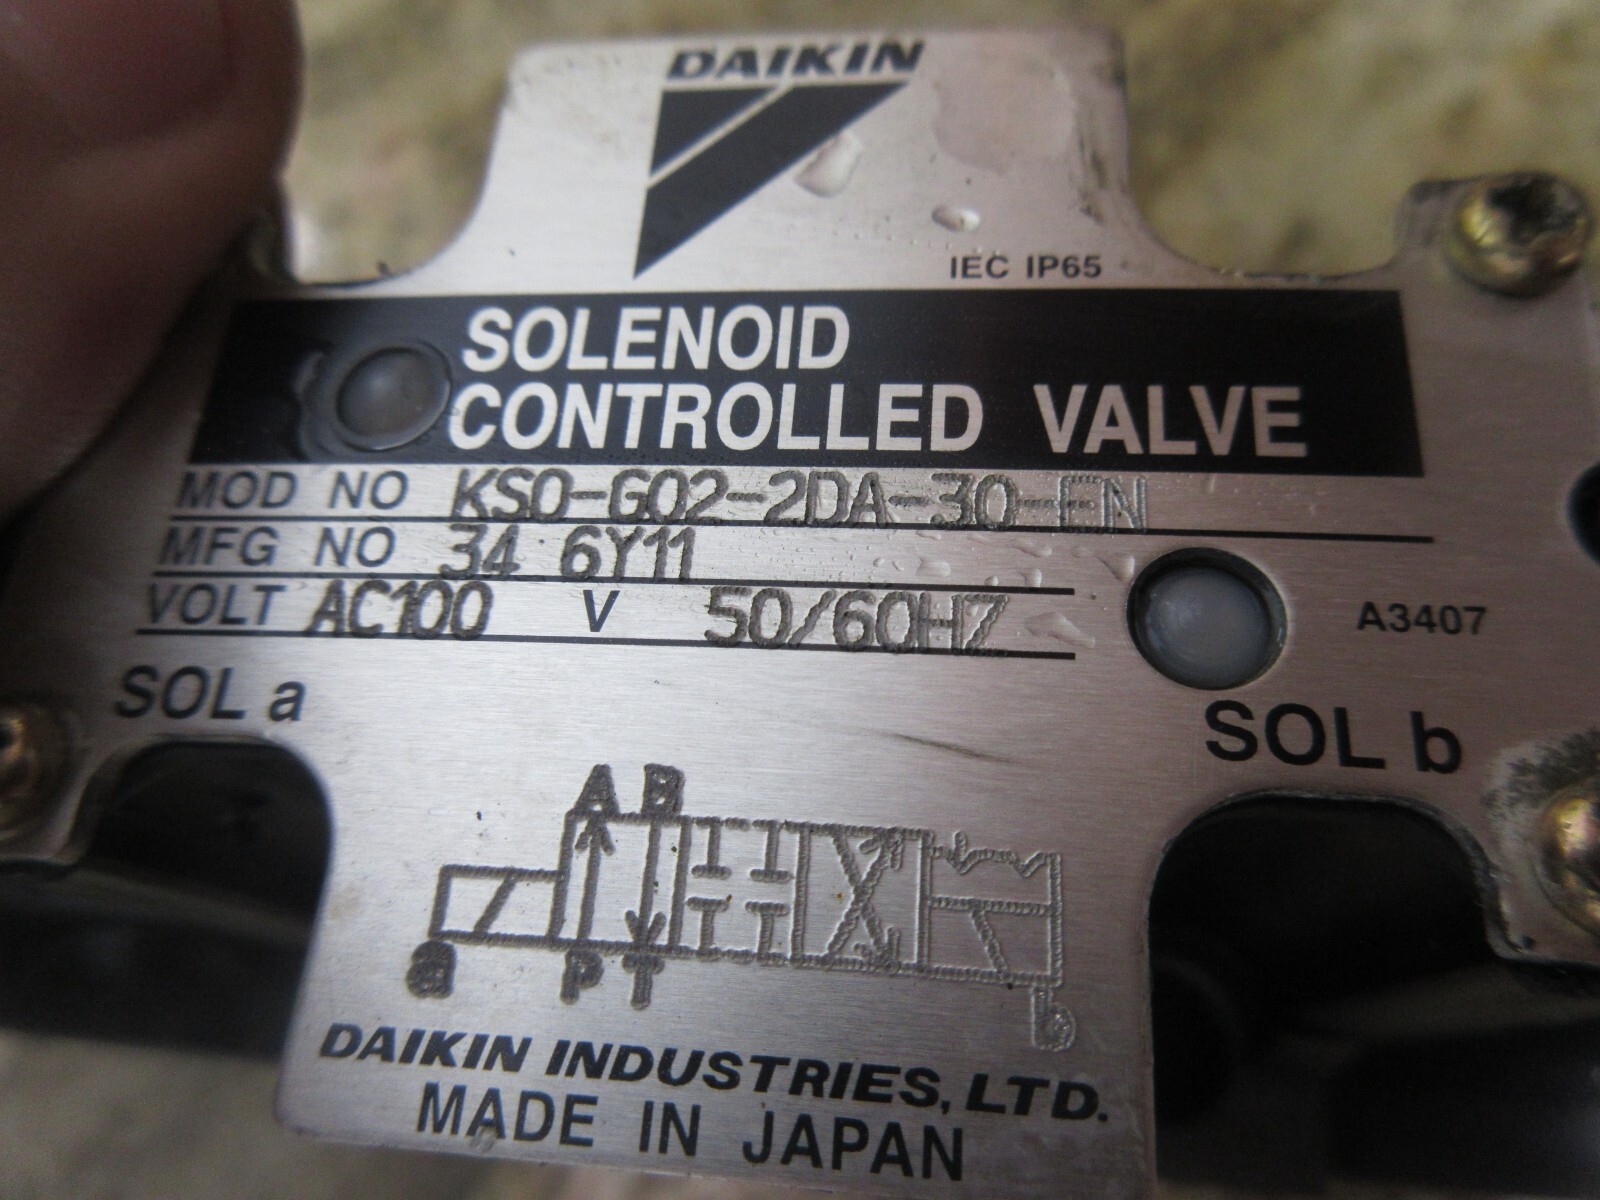 DAIKIN
IEC IP65
SOLENOID
CONTROLLED VALVE
MOD NO KSO-G02-2DA-30-EN
MFG NO 34 6Y11
VOLT AC100 V 50/60HZ
A3407
SOL a
SOL b
A B
a P T b
DAIKIN INDUSTRIES, LTD.
MADE IN JAPAN